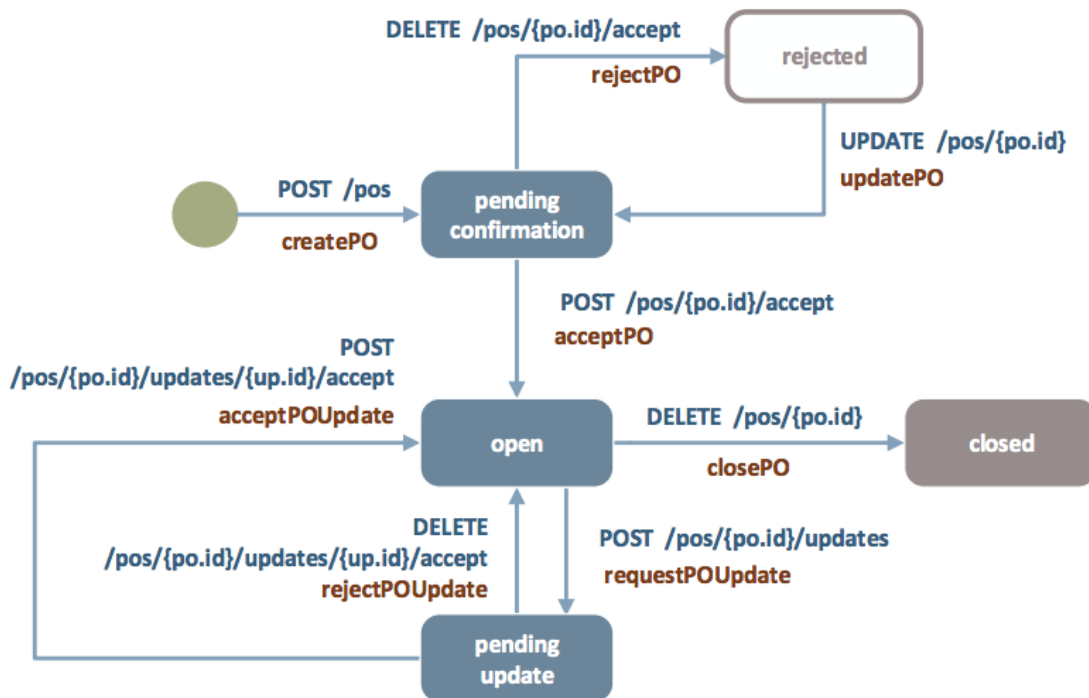 DELETE /pos/{po.id}/accept
rejectPO
rejected
UPDATE /pos/{po.id}
updatePO
POST /pos
createPO
pending
confirmation
POST /pos/{po.id}/accept
acceptPO
POST
/pos/{po.id}/updates/{up.id}/accept
acceptPOUpdate
open
DELETE /pos/{po.id}
closePO
closed
DELETE
/pos/{po.id}/updates/{up.id}/accept
rejectPOUpdate
POST /pos/{po.id}/updates
requestPOUpdate
pending
update